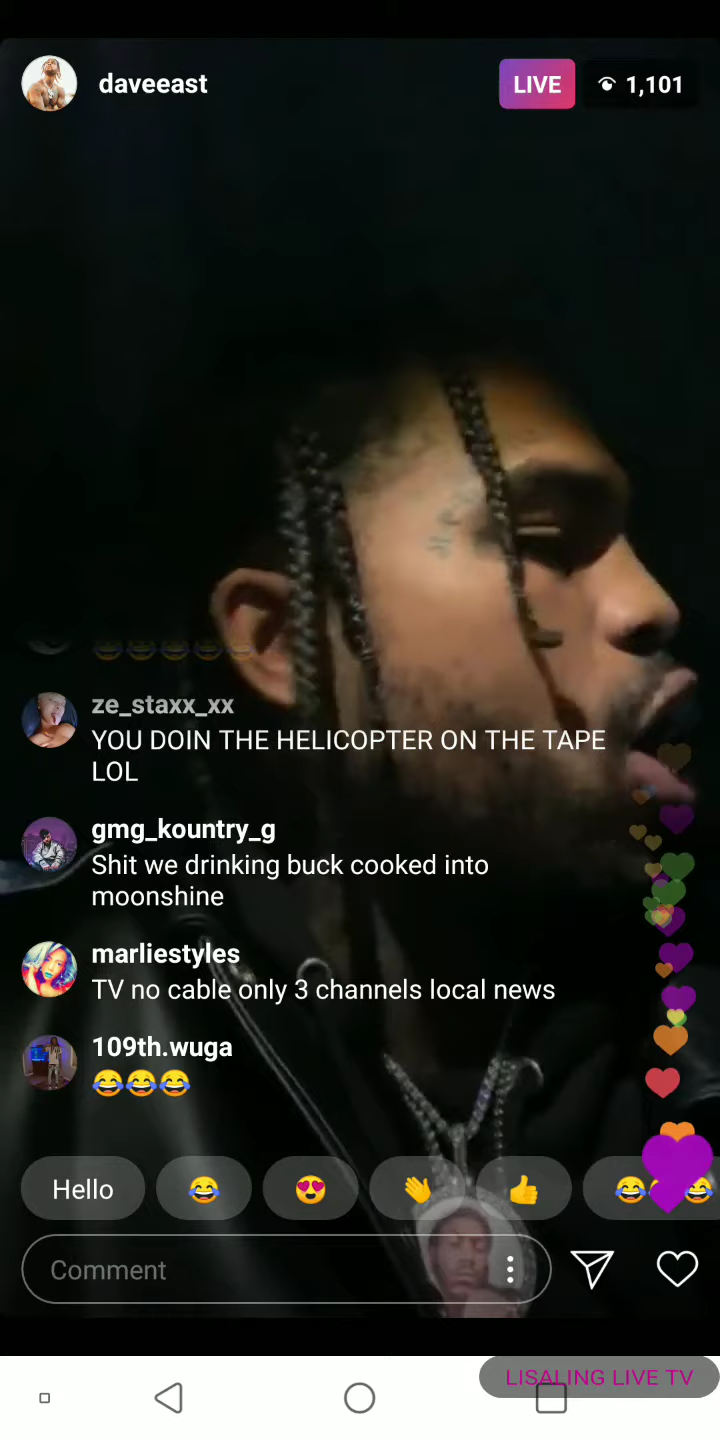 daveeast
LIVE
1,101
😂😂😂😂😂
ze_staxx_xx
YOU DOIN THE HELICOPTER ON THE TAPE
LOL
gmg_kountry_g
Shit we drinking buck cooked into
moonshine
marliestyles
TV no cable only 3 channels local news
109th.wuga
😂😂😂
Hello 😂 😍 👏 👍 😂
Comment
LISALING LIVE TV